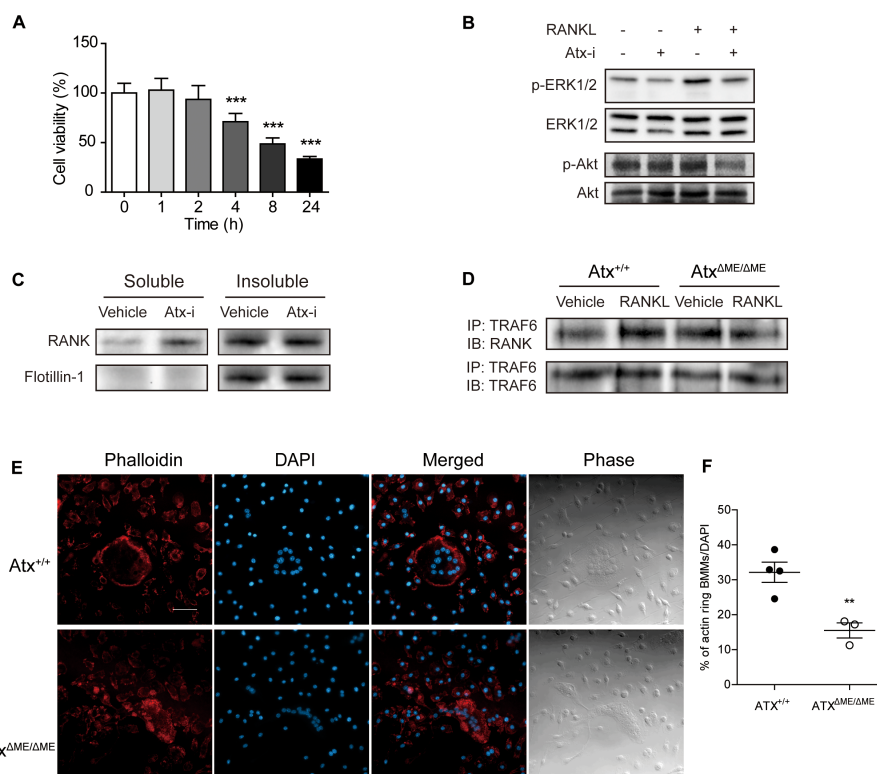 A
Cell viability (%)
150
100
50
0
***
***
***
0 1 2 4 8 24
Time (h)
B
RANKL - - + +
Atx-i - + - +
p-ERK1/2
ERK1/2
p-Akt
Akt
C
Soluble Insoluble
Vehicle Atx-i Vehicle Atx-i
RANK
Flotillin-1
D
Atx+/+ AtxΔME/ΔME
Vehicle RANKL Vehicle RANKL
IP: TRAF6
IB: RANK
IP: TRAF6
IB: TRAF6
E
Phalloidin DAPI Merged Phase
Atx+/+
xΔME/ΔME
F
% of actin ring BMMs/DAPI
50
40
30
20
10
0
**
ATX+/+ ATXΔME/ΔME